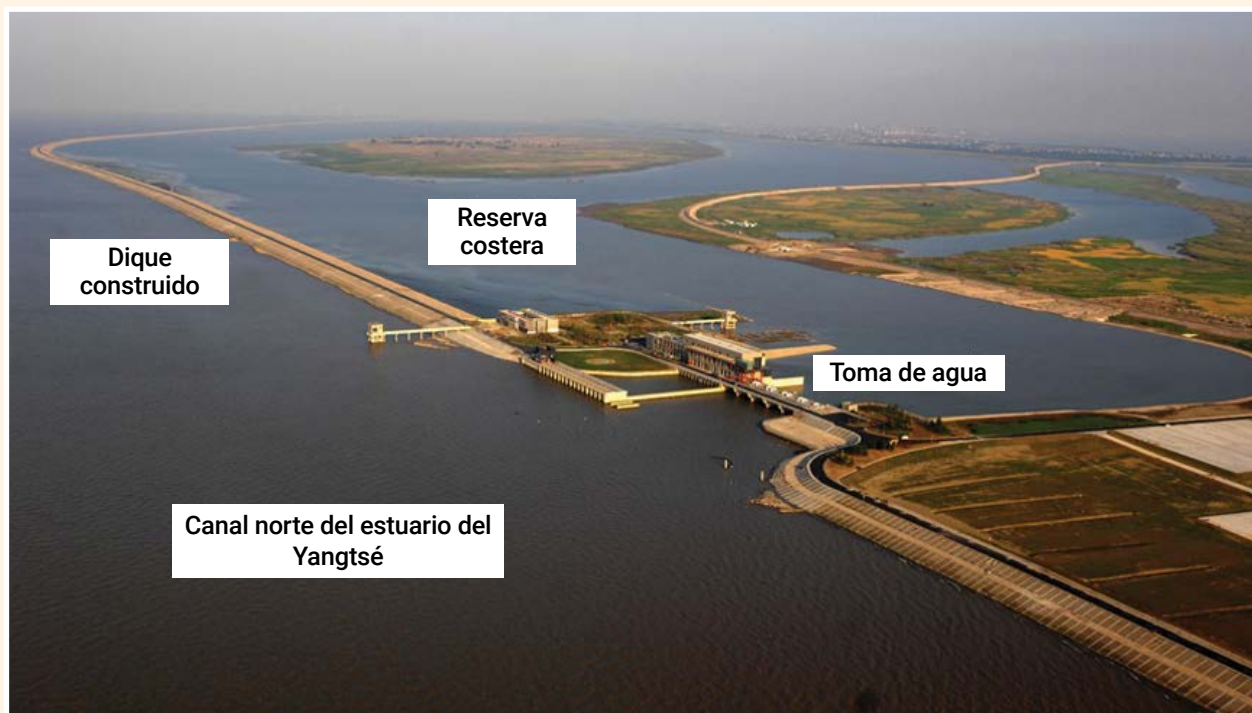 Reserva
costera
Dique
construido
Toma de agua
Canal norte del estuario del
Yangtsé